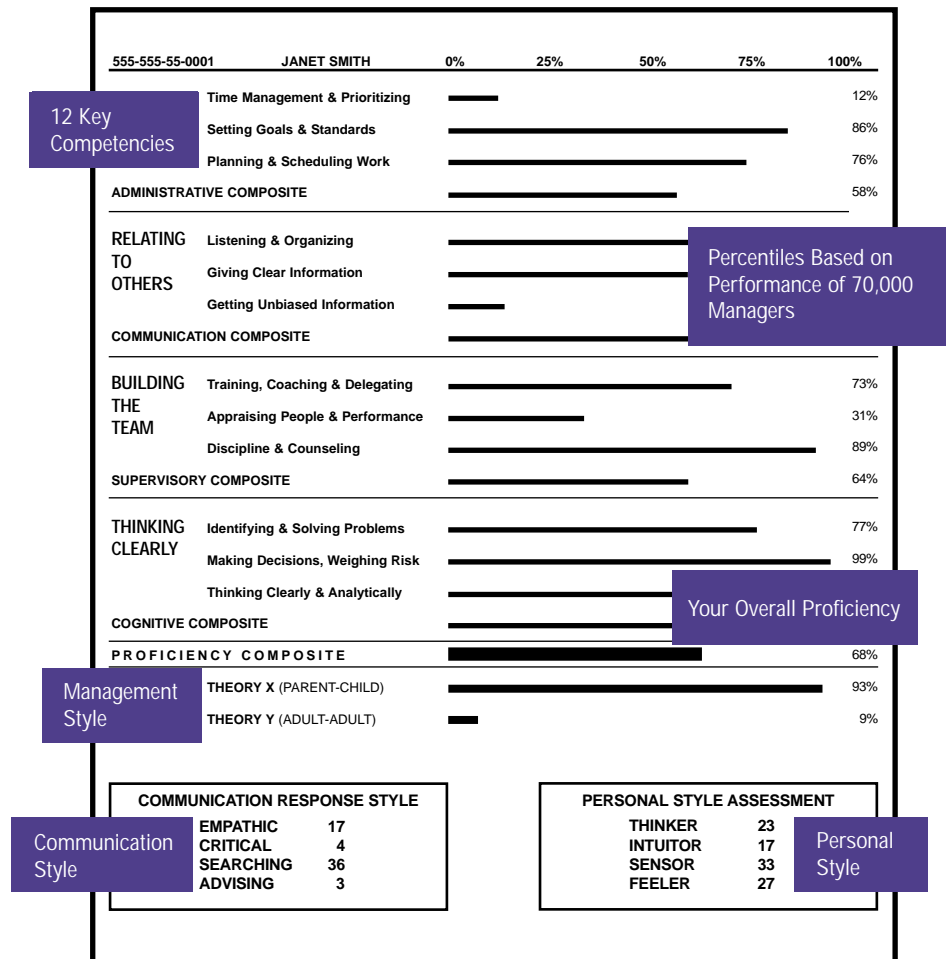 555-555-55-0001 JANET SMITH 0% 25% 50% 75% 100%
12 Key
Competencies
Time Management & Prioritizing 12%
Setting Goals & Standards 86%
Planning & Scheduling Work 76%
ADMINISTRATIVE COMPOSITE 58%
RELATING
TO
OTHERS
Listening & Organizing
Giving Clear Information
Getting Unbiased Information
COMMUNICATION COMPOSITE
Percentiles Based on
Performance of 70,000
Managers
BUILDING
THE
TEAM
Training, Coaching & Delegating 73%
Appraising People & Performance 31%
Discipline & Counseling 89%
SUPERVISORY COMPOSITE 64%
THINKING
CLEARLY
Identifying & Solving Problems 77%
Making Decisions, Weighing Risk 99%
Thinking Clearly & Analytically
COGNITIVE COMPOSITE
Your Overall Proficiency
PROFICIENCY COMPOSITE 68%
Management
Style
THEORY X (PARENT-CHILD) 93%
THEORY Y (ADULT-ADULT) 9%
COMMUNICATION RESPONSE STYLE
Communication
Style
EMPATHIC 17
CRITICAL 4
SEARCHING 36
ADVISING 3
PERSONAL STYLE ASSESSMENT
THINKER 23
INTUITOR 17
SENSOR 33
FEELER 27
Personal
Style